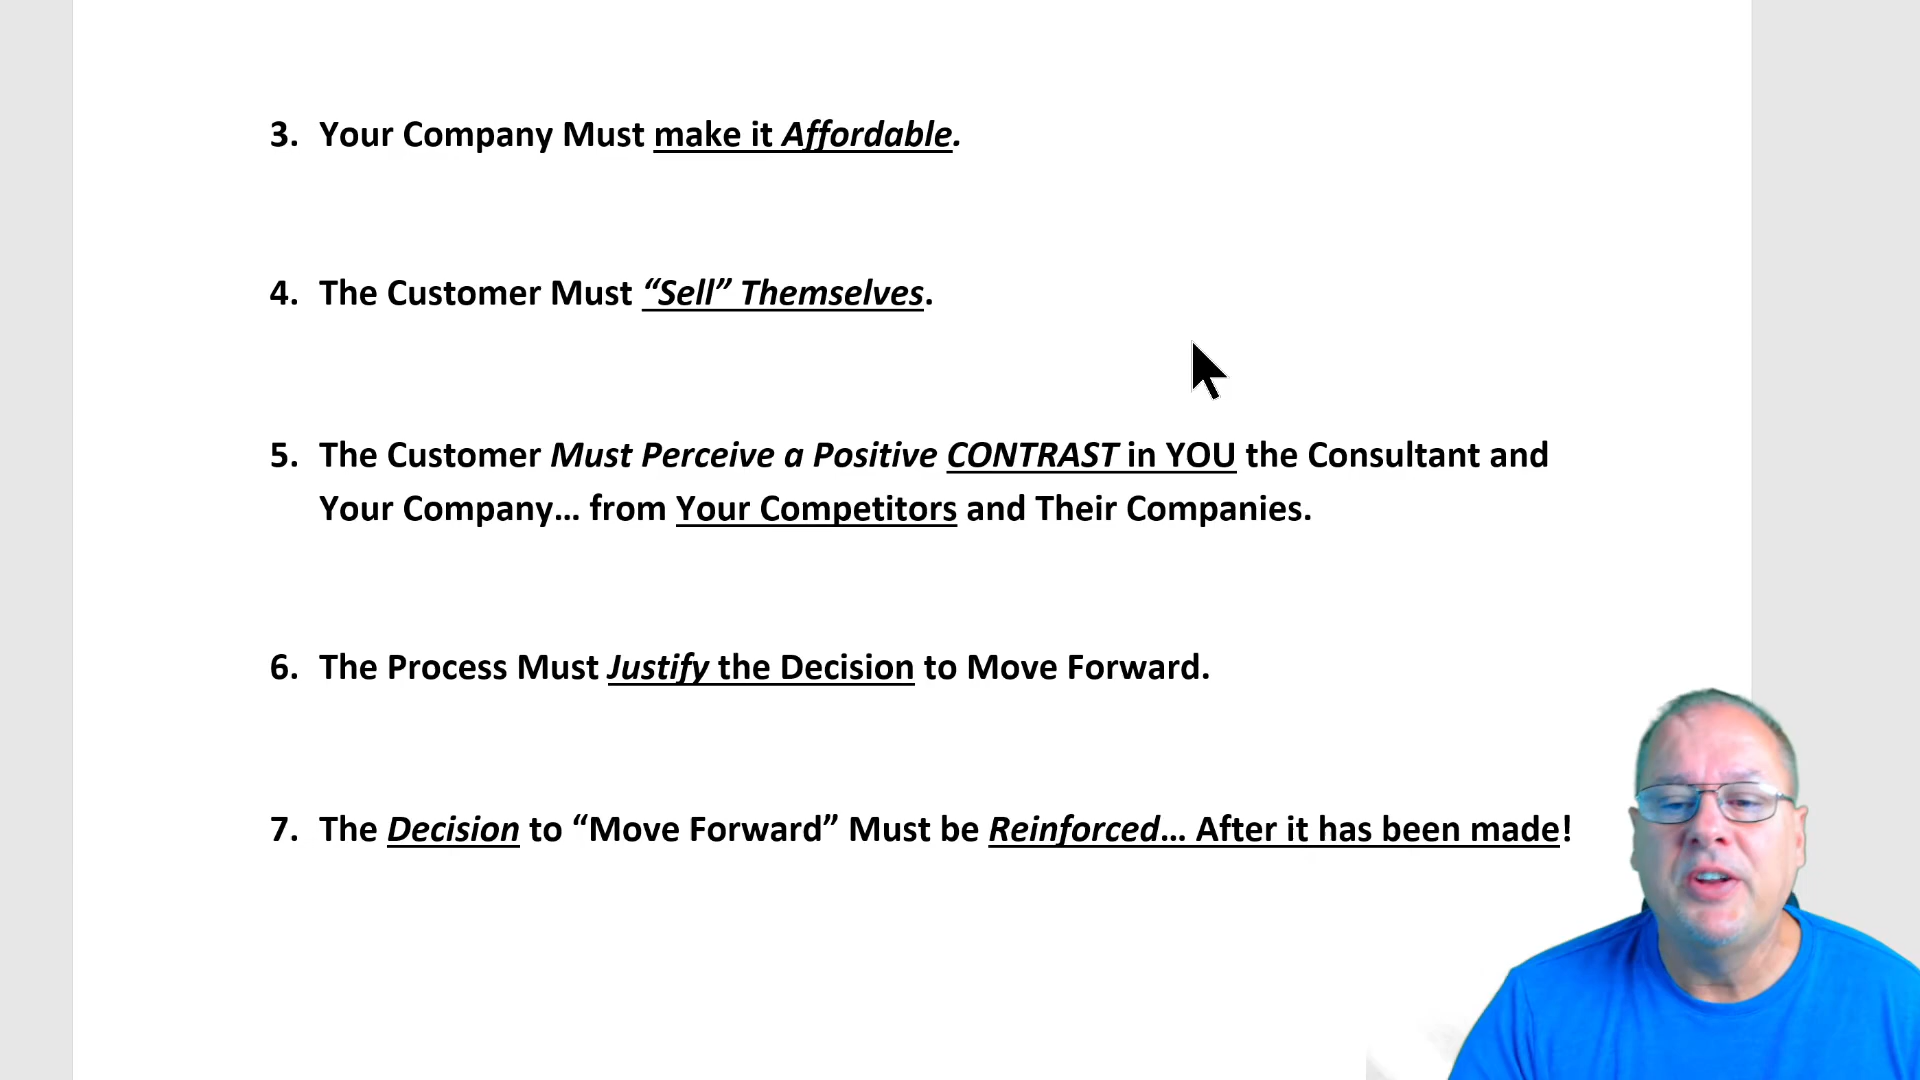 3. Your Company Must make it Affordable.
4. The Customer Must “Sell” Themselves.
5. The Customer Must Perceive a Positive CONTRAST in YOU the Consultant and
Your Company... from Your Competitors and Their Companies.
6. The Process Must Justify the Decision to Move Forward.
7. The Decision to “Move Forward” Must be Reinforced... After it has been made!